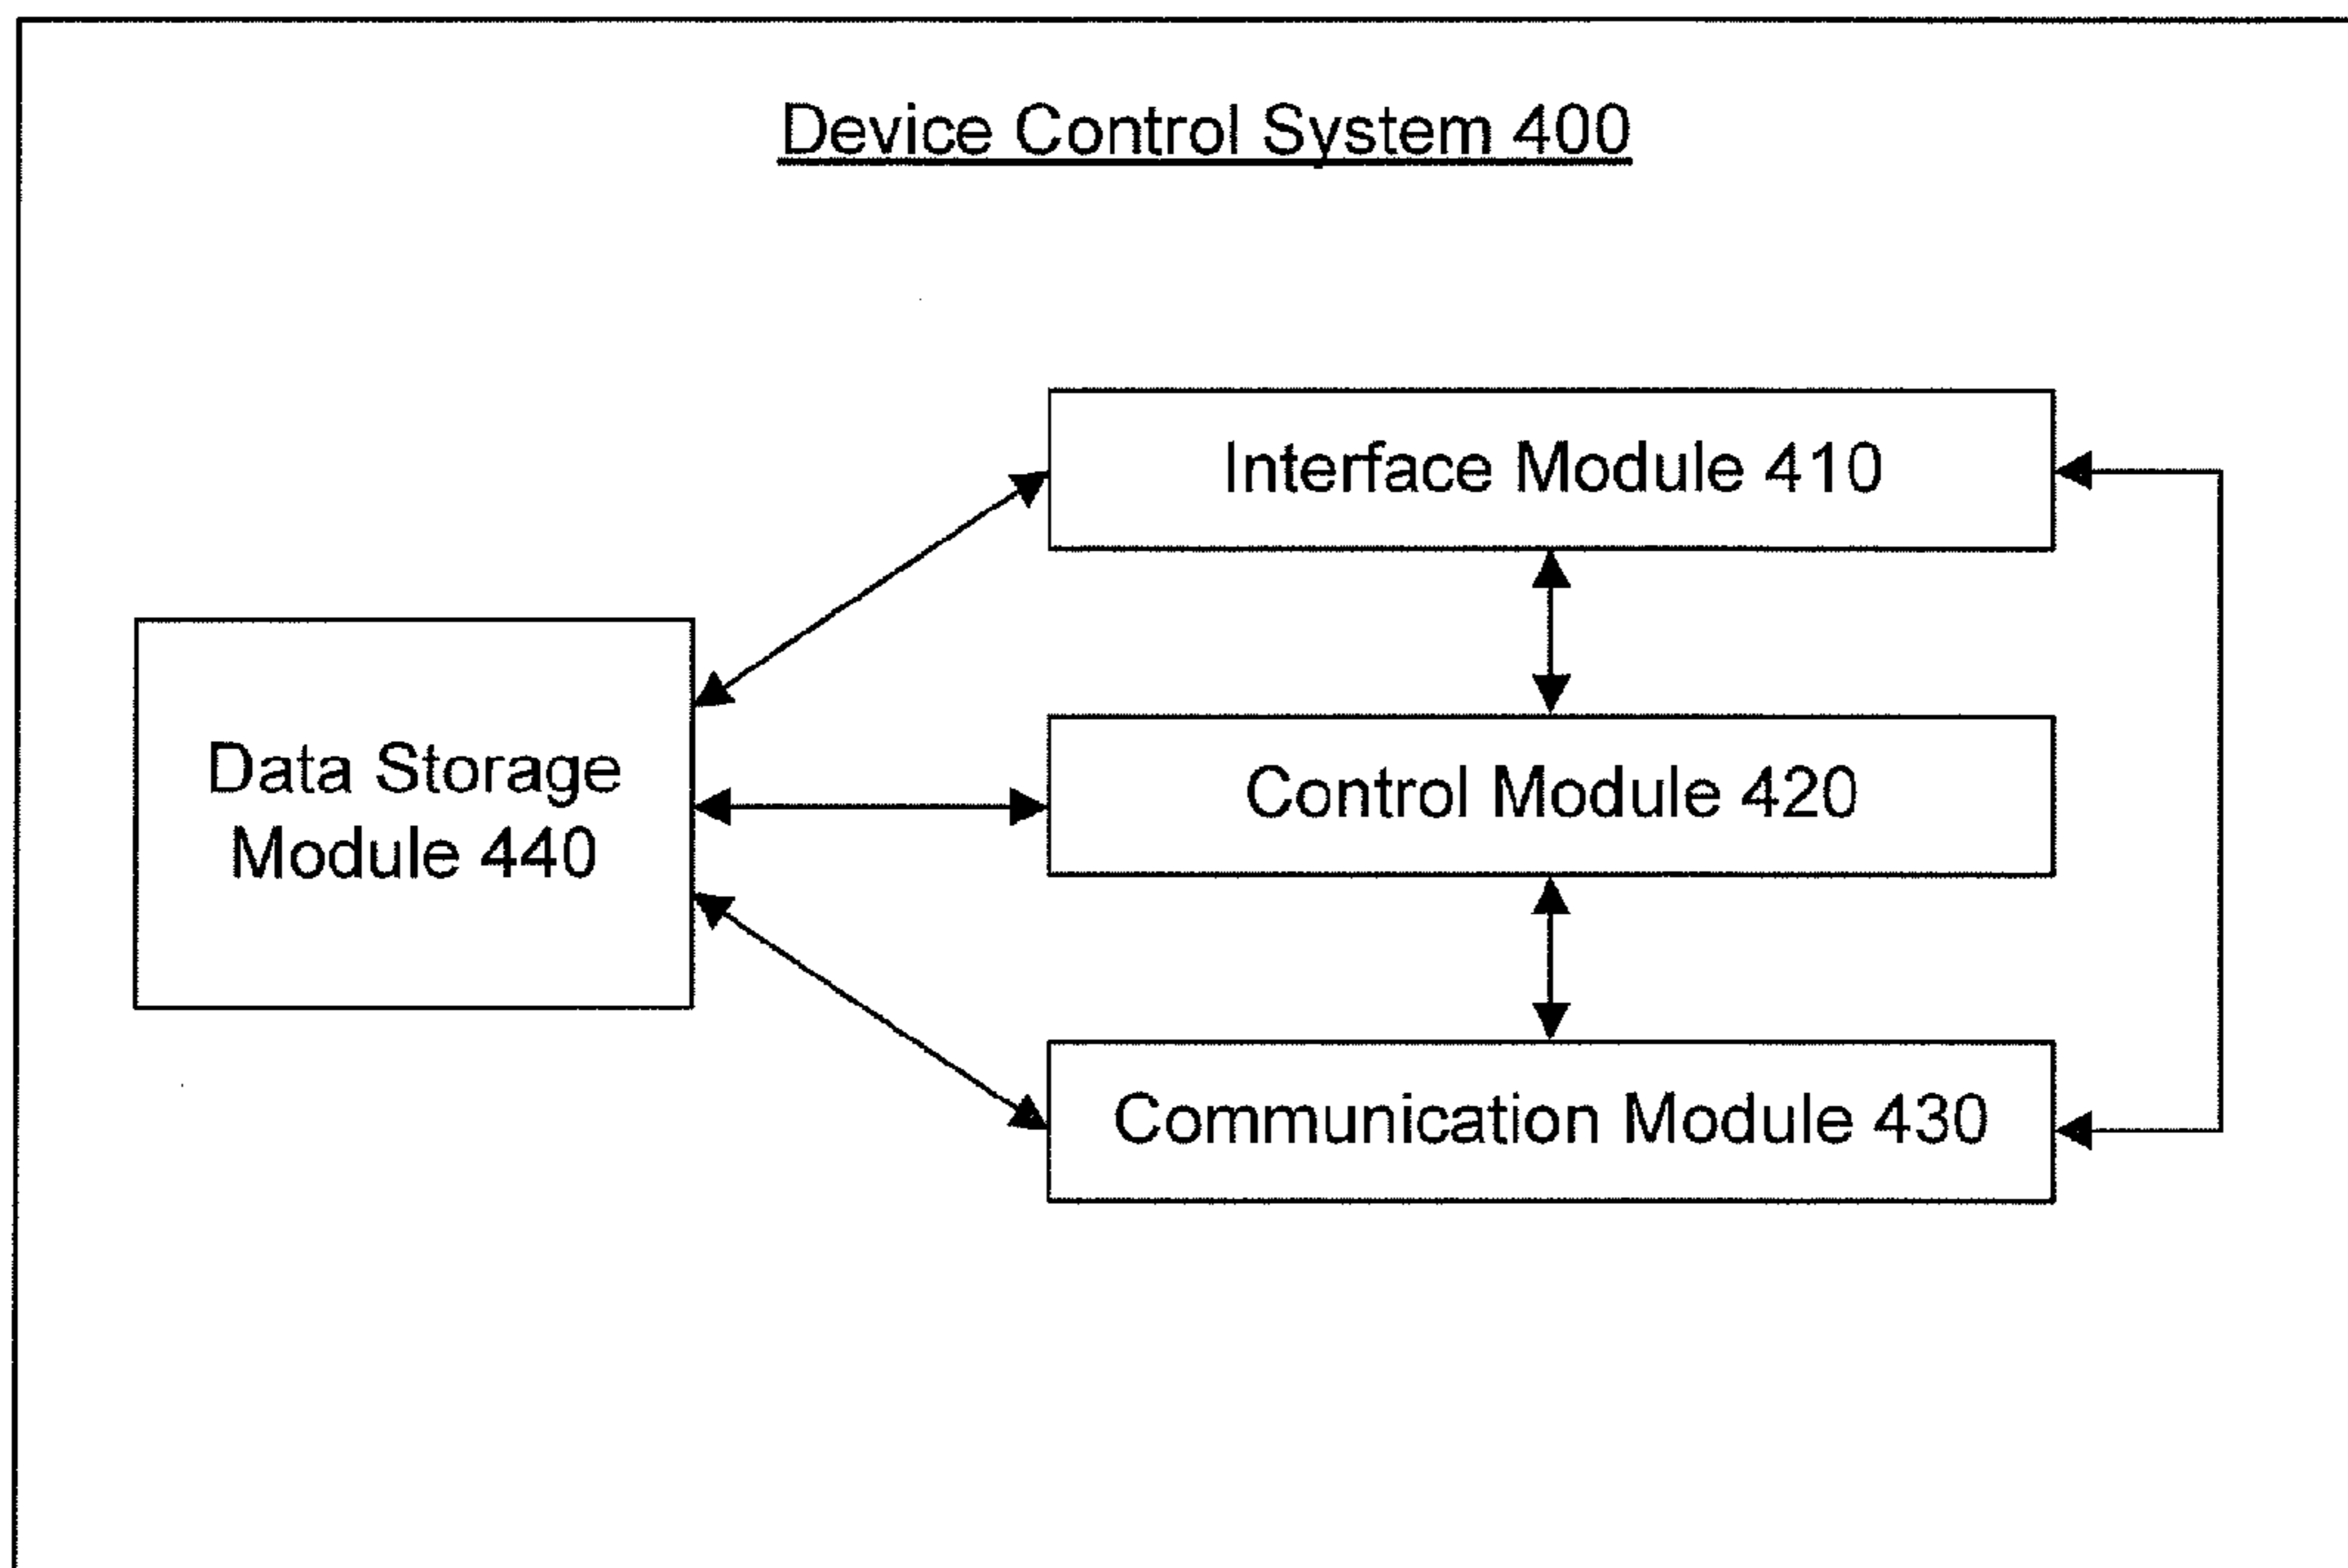 Device Control System 400
Interface Module 410
Data Storage
Module 440
Control Module 420
Communication Module 430